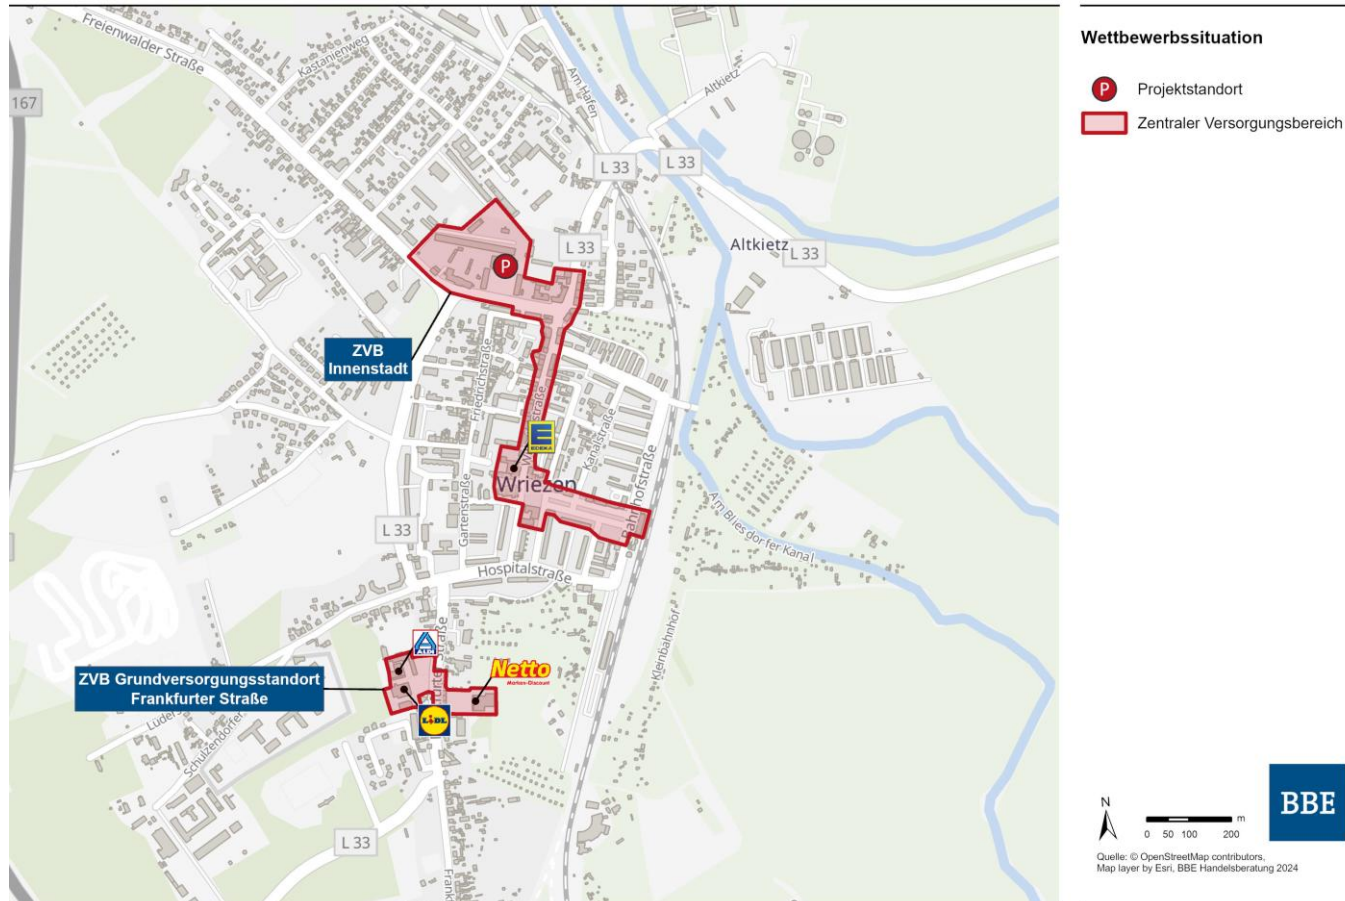 Wettbewerbssituation
P
Projektstandort
Zentraler Versorgungsbereich
Freienwalder Straße
Kastanienweg
Am Hafen
Altkietz
167
L 33
L 33
L 33
Altkietz
L 33
P
ZVB
Innenstadt
Friedrichstraße
E
EDEKA
Kanalstraße
Wriezen
Bahnhofstraße
Gartenstraße
L 33
Am Bliesdorfer Kanal
Hospitalstraße
Kleinbahnhof
ALDI
Netto
Marken-Discount
ZVB Grundversorgungsstandort
Frankfurter Straße
LIDL
Schulzendorfer
L 33
N
0 50 100 200 m
BBE
Quelle: © OpenStreetMap contributors,
Map layer by Esri, BBE Handelsberatung 2024